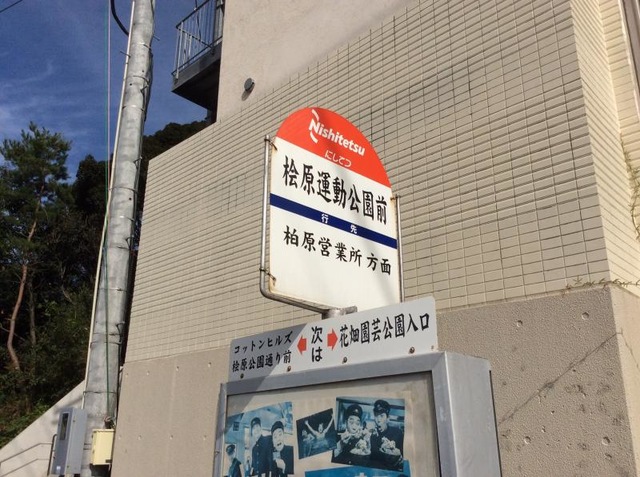 Nishitetsu
にしてつ
桧原運動公園前
行先
柏原営業所 方面
コットンヒルズ
桧原公園通り前
次は
花畑園芸公園入口